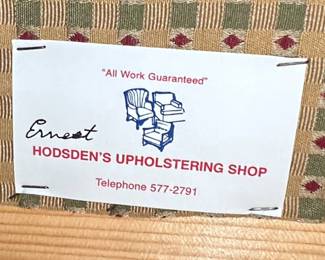 "All Work Guaranteed"
Ernest
HODSDEN'S UPHOLSTERING SHOP
Telephone 577-2791